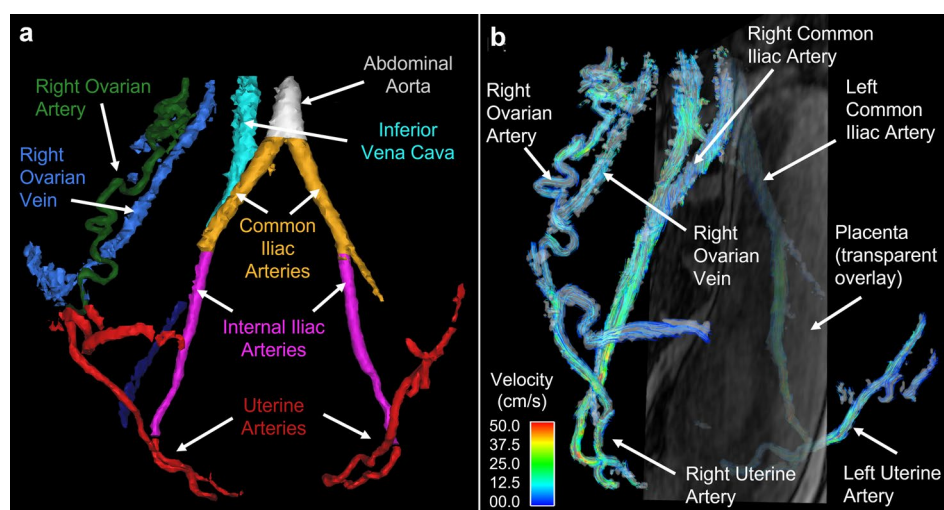 a
Right Ovarian
Artery
Right
Ovarian
Vein
Abdominal
Aorta
Inferior
Vena Cava
Common
Iliac
Arteries
Internal Iliac
Arteries
Uterine
Arteries
b
Right Common
Iliac Artery
Right
Ovarian
Artery
Left
Common
Iliac Artery
Right
Ovarian
Vein
Placenta
(transparent
overlay)
Velocity
(cm/s)
50.0
37.5
25.0
12.5
00.0
Right Uterine
Artery
Left Uterine
Artery